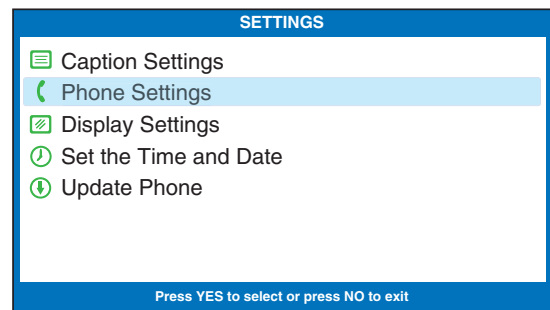 SETTINGS
Caption Settings
Phone Settings
Display Settings
Set the Time and Date
Update Phone
Press YES to select or press NO to exit